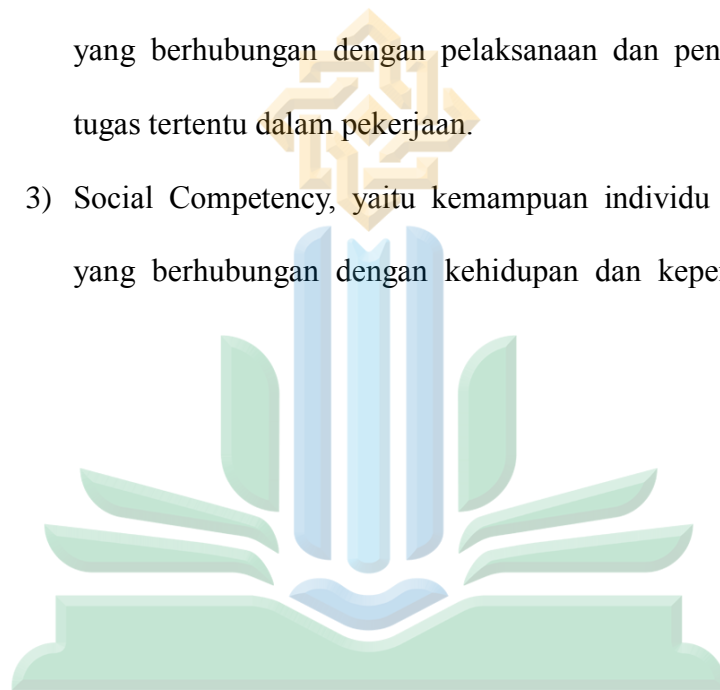 yang berhubungan dengan pelaksanaan dan pen
tugas tertentu dalam pekerjaan.
3) Social Competency, yaitu kemampuan individu
yang berhubungan dengan kehidupan dan kepe